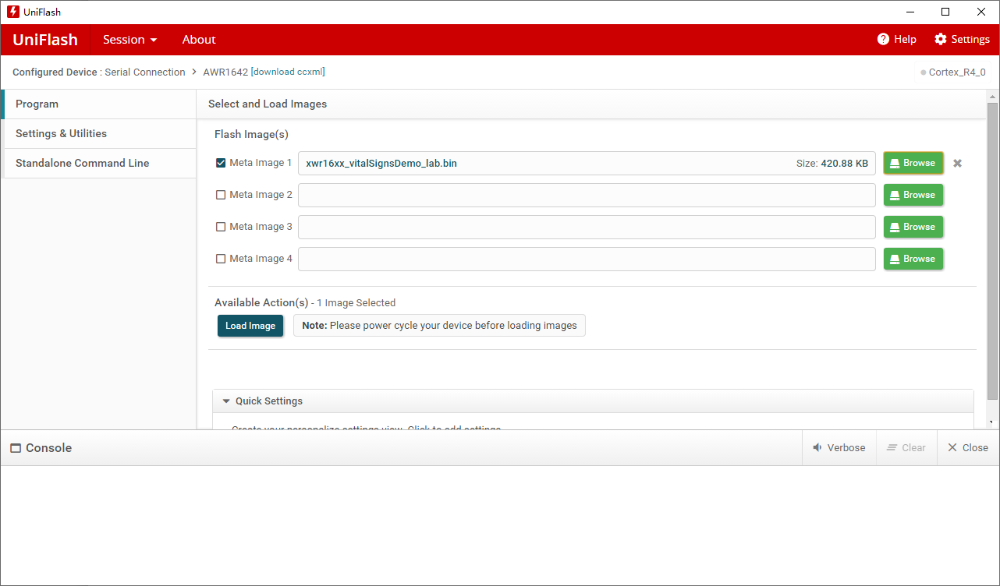 UniFlash
UniFlash Session About Help Settings
Configured Device : Serial Connection > AWR1642 [download ccxml] Cortex_R4_0
Program
Settings & Utilities
Standalone Command Line
Select and Load Images
Flash Image(s)
Meta Image 1 xwr16xx_vitalSignsDemo_lab.bin Size: 420.88 KB Browse
Meta Image 2 Browse
Meta Image 3 Browse
Meta Image 4 Browse
Available Action(s) - 1 Image Selected
Load Image Note: Please power cycle your device before loading images
Quick Settings
Create your personalize settings view. Click to add settings
Console Verbose Clear Close